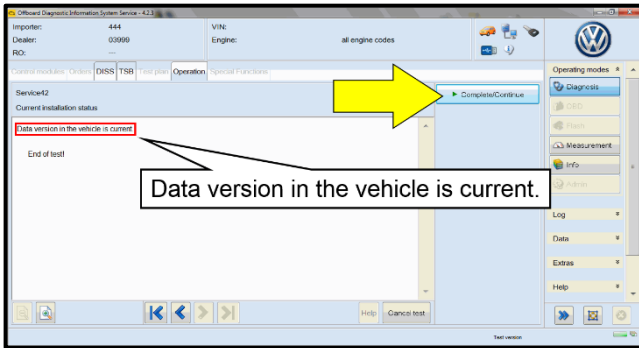 Offboard Diagnostic Information System Service - 4.2.3
Importer: 444 VIN:
Dealer: 03999 Engine: all engine codes
RO: ---
Control modules Orders DISS TSB Test plan Operation Special Functions
Operating modes
Service42
Complete/Continue
Diagnosis
Current installation status
OBD
Data version in the vehicle is current.
Flash
End of test!
Measurement
Info
Data version in the vehicle is current.
Admin
Log
Data
Extras
Help
Help Cancel test
Test version